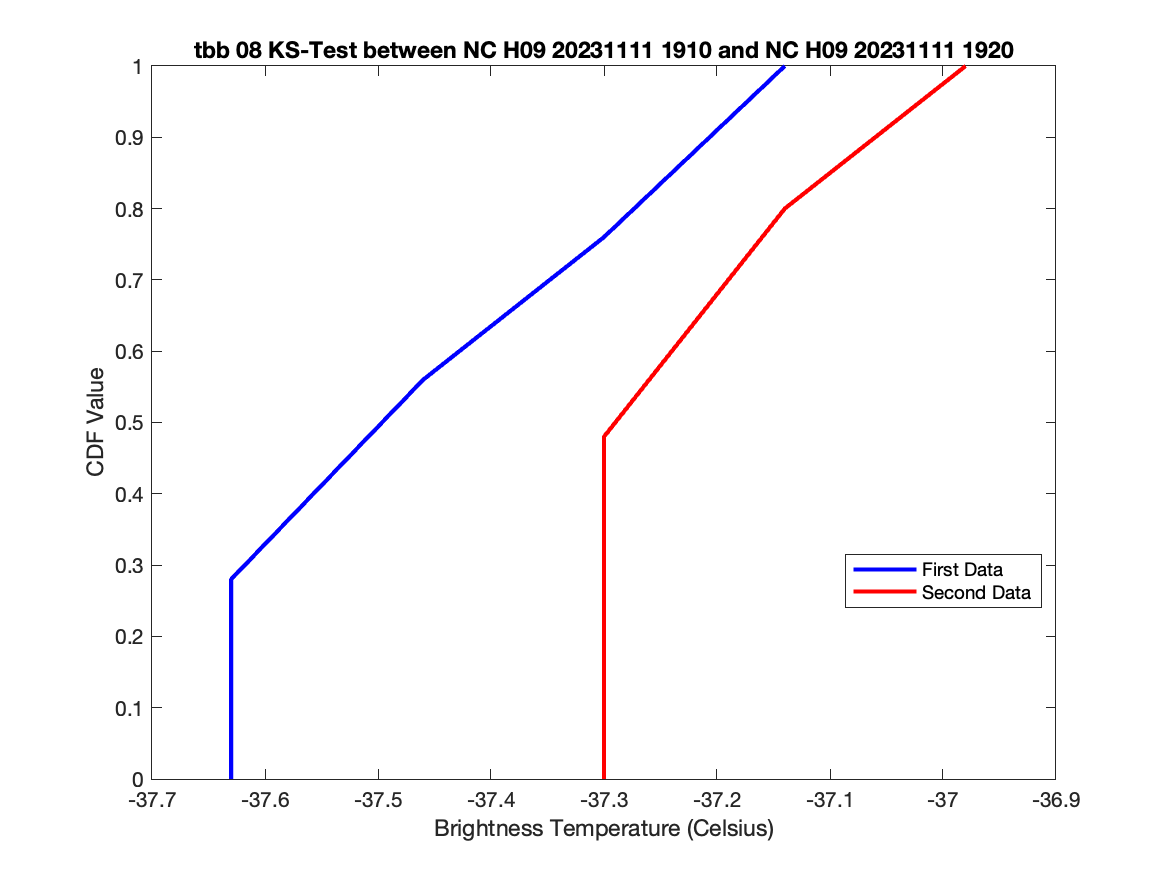 tbb 08 KS-Test between NC H09 20231111 1910 and NC H09 20231111 1920
1
0.9
0.8
0.7
0.6
0.5
0.4
0.3
0.2
0.1
0
CDF Value
First Data
Second Data
-37.7 -37.6 -37.5 -37.4 -37.3 -37.2 -37.1 -37 -36.9
Brightness Temperature (Celsius)